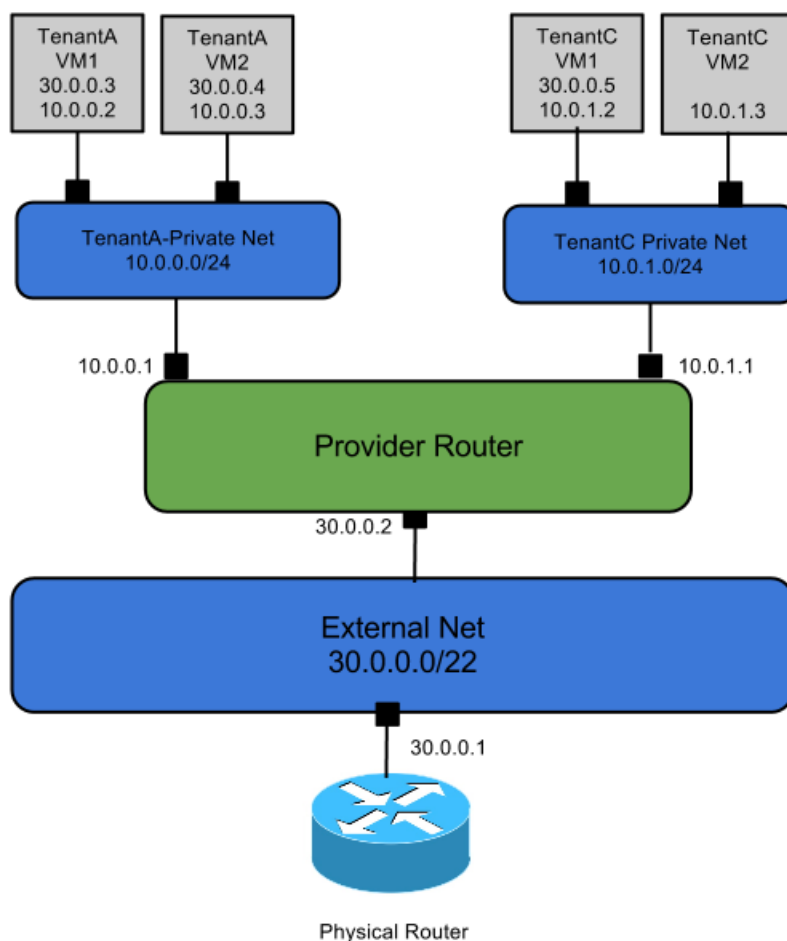 TenantA
VM1
30.0.0.3
10.0.0.2
TenantA
VM2
30.0.0.4
10.0.0.3
TenantC
VM1
30.0.0.5
10.0.1.2
TenantC
VM2
10.0.1.3
TenantA-Private Net
10.0.0.0/24
TenantC Private Net
10.0.1.0/24
10.0.0.1
10.0.1.1
Provider Router
30.0.0.2
External Net
30.0.0.0/22
30.0.0.1
Physical Router